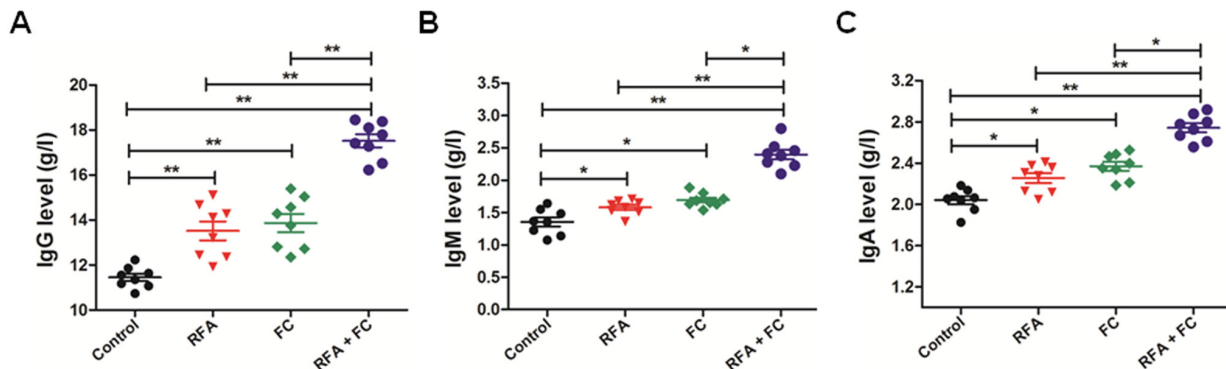 A
IgG level (g/l)
20
18
16
14
12
10
**
**
**
**
**
Control
RFA
FC
RFA + FC
B
IgM level (g/l)
3.5
3.0
2.5
2.0
1.5
1.0
0.5
0.0
*
**
**
*
*
Control
RFA
FC
RFA + FC
C
IgA level (g/l)
3.2
2.8
2.4
2.0
1.6
1.2
*
**
**
*
*
Control
RFA
FC
RFA + FC